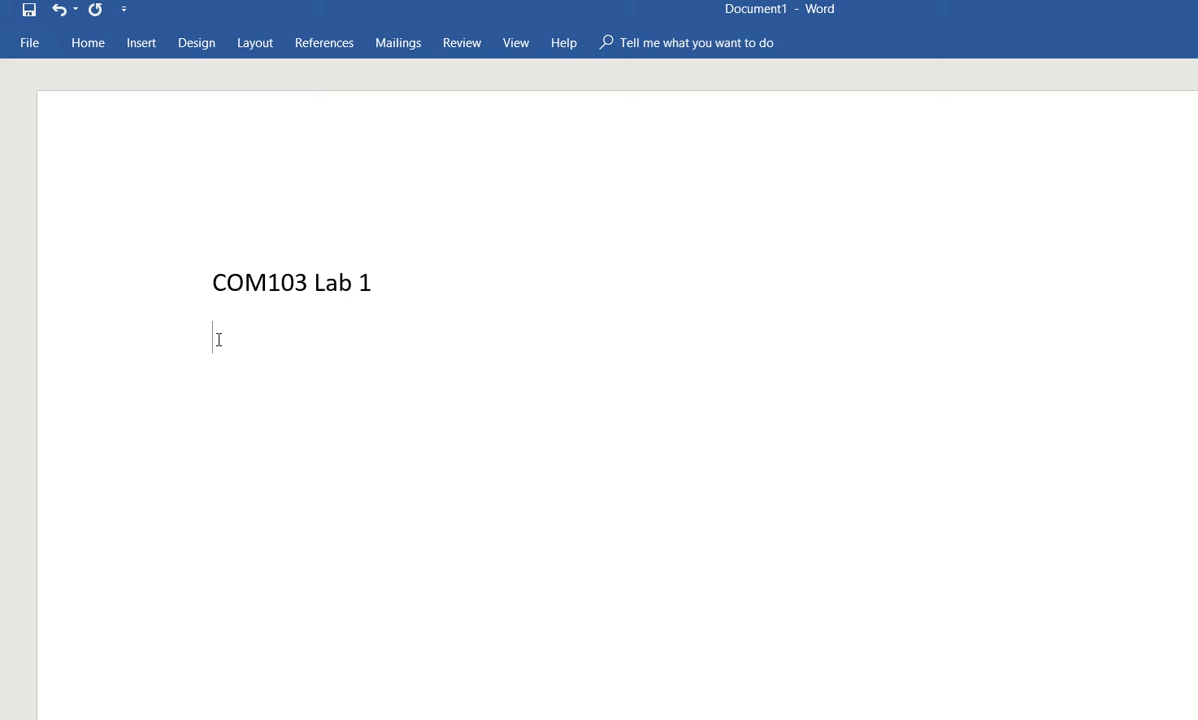 Document1 - Word
File Home Insert Design Layout References Mailings Review View Help Tell me what you want to do
COM103 Lab 1